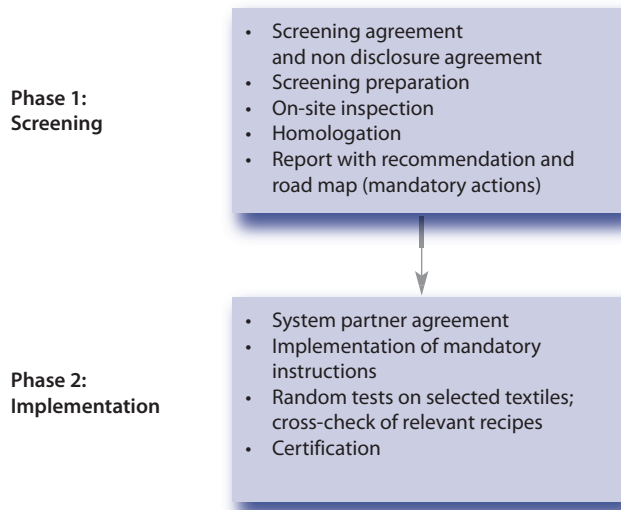 Phase 1:
Screening
• Screening agreement
and non disclosure agreement
• Screening preparation
• On-site inspection
• Homologation
• Report with recommendation and
road map (mandatory actions)
Phase 2:
Implementation
• System partner agreement
• Implementation of mandatory
instructions
• Random tests on selected textiles;
cross-check of relevant recipes
• Certification